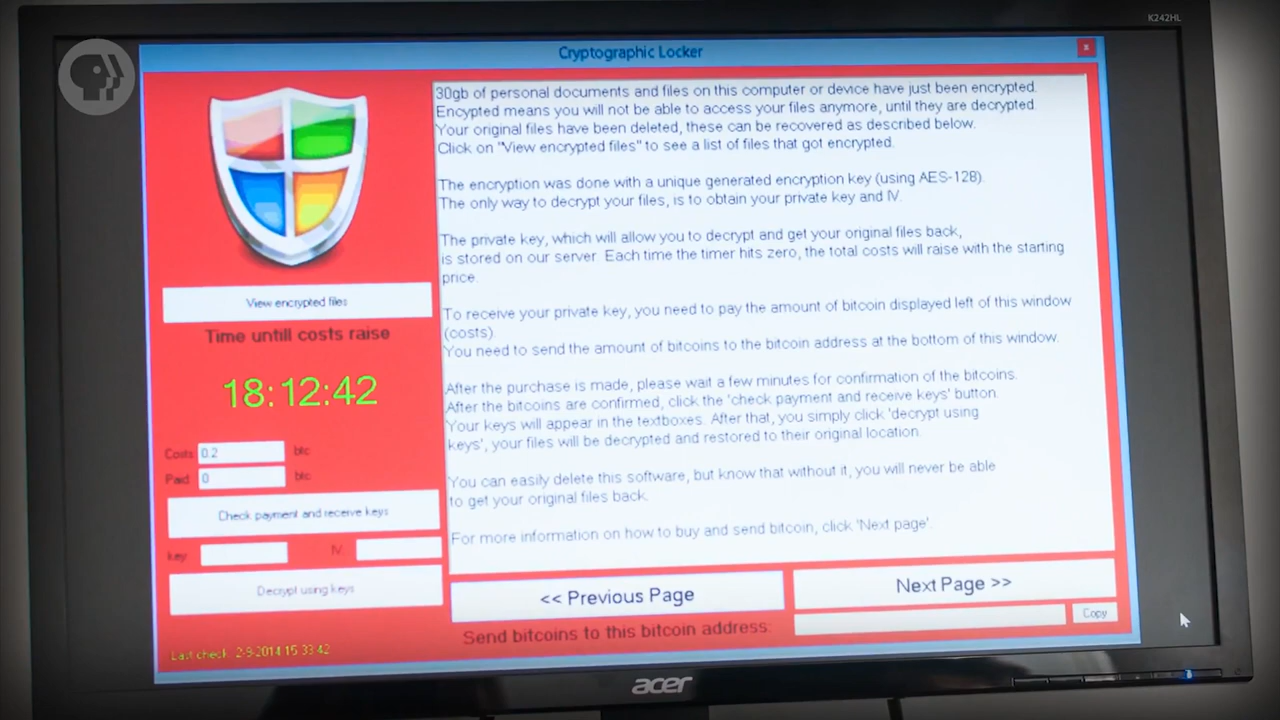 K242HL
Cryptographic Locker
x
30gb of personal documents and files on this computer or device have just been encrypted.
Encypted means you will not be able to access your files anymore, until they are decrypted.
Your original files have been deleted, these can be recovered as described below.
Click on "View encrypted files" to see a list of files that got encrypted.
The encryption was done with a unique generated encryption key (using AES-128).
The only way to decrypt your files, is to obtain your private key and IV.
The private key, which will allow you to decrypt and get your original files back,
is stored on our server. Each time the timer hits zero, the total costs will raise with the starting
price.
To receive your private key, you need to pay the amount of bitcoin displayed left of this window
(costs).
You need to send the amount of bitcoins to the bitcoin address at the bottom of this window.
After the purchase is made, please wait a few minutes for confirmation of the bitcoins.
After the bitcoins are confirmed, click the 'check payment and receive keys' button.
Your keys will appear in the textboxes. After that, you simply click 'decrypt using
keys', your files will be decrypted and restored to their original location.
You can easily delete this software, but know that without it, you will never be able
to get your original files back.
For more information on how to buy and send bitcoin, click 'Next page'.
View encrypted files
Time untill costs raise
18:12:42
Costs 0.2 btc
Paid 0 btc
Check payment and receive keys
key IV:
Decrypt using keys
<< Previous Page
Next Page >>
Send bitcoins to this bitcoin address:
Copy
Last check: 2-9-2014 15:33:42
acer